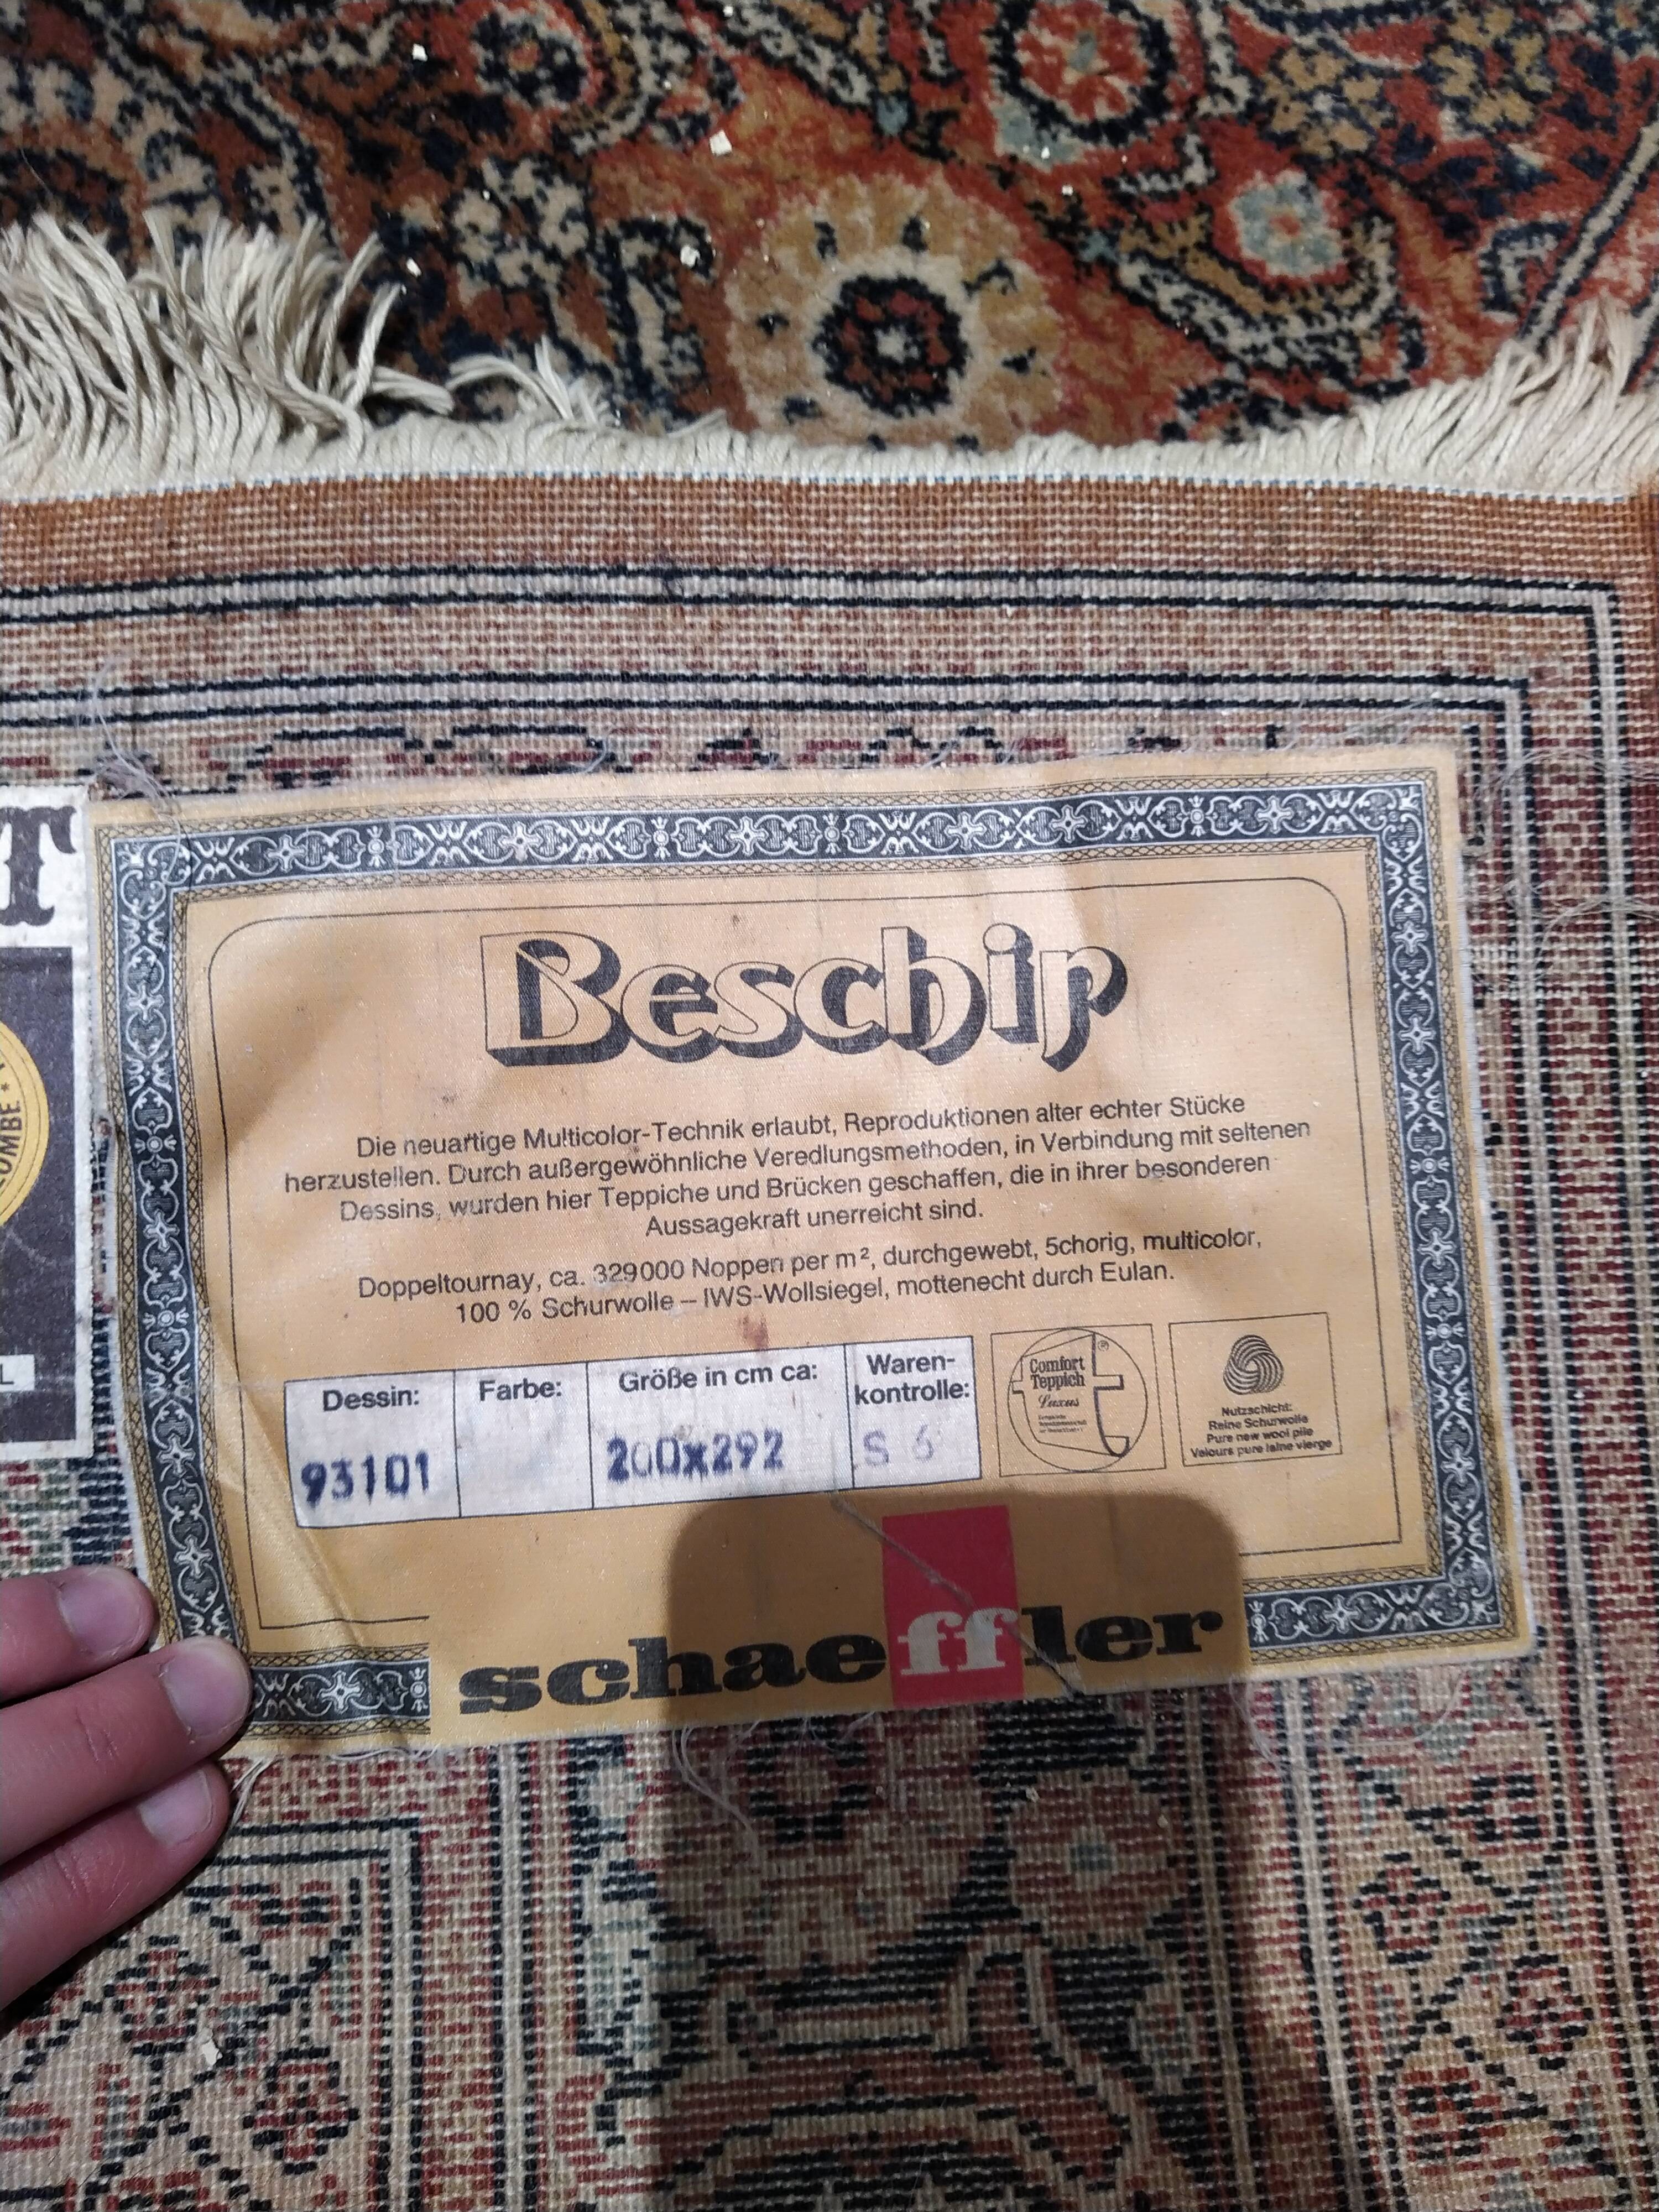 T
OMBE *
L
Beschir
Die neuartige Multicolor-Technik erlaubt, Reproduktionen alter echter Stücke
herzustellen. Durch außergewöhnliche Veredlungsmethoden, in Verbindung mit seltenen
Dessins, wurden hier Teppiche und Brücken geschaffen, die in ihrer besonderen
Aussagekraft unerreicht sind.
Doppeltournay, ca. 329000 Noppen per m², durchgewebt, 5chorig, multicolor,
100 % Schurwolle – IWS-Wollsiegel, mottenecht durch Eulan.
Dessin:
93101
Farbe:
Größe in cm ca:
200x292
Waren-
kontrolle:
S 6
Comfort ®
Teppich
Luxus
Nutzschicht:
Reine Schurwolle
Pure new wool pile
Velours pure laine vierge
schaeffler